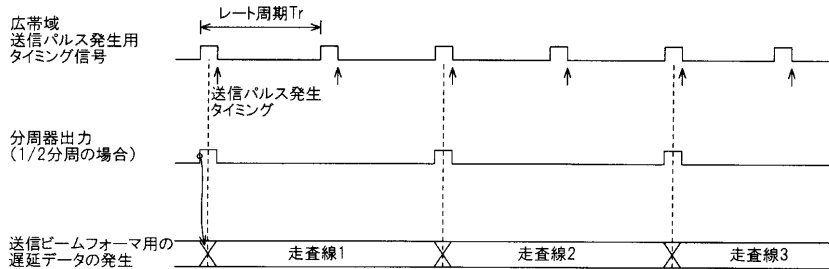 広帯域
送信パルス発生用
タイミング信号
レート周期Tr
送信パルス発生
タイミング
分周器出力
(1/2分周の場合)
送信ビームフォーマ用の
遅延データの発生
走査線1
走査線2
走査線3